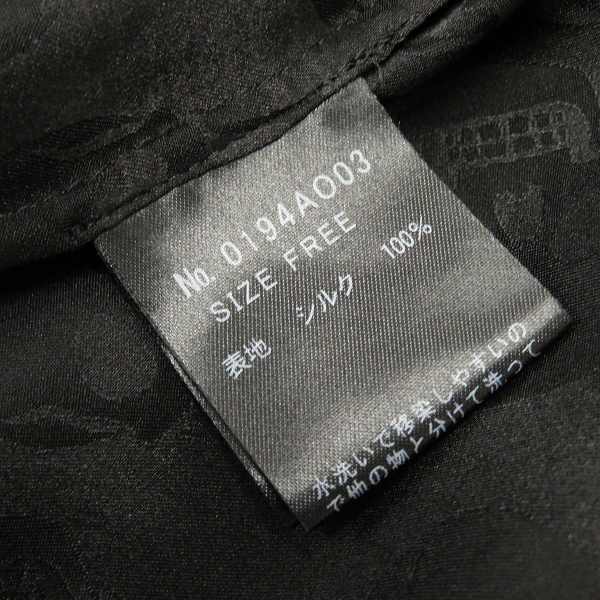 No. 0194AO03
SIZE FREE
表地 シルク 100%
水洗いで移染しやすいの
で他の物と分けて洗って